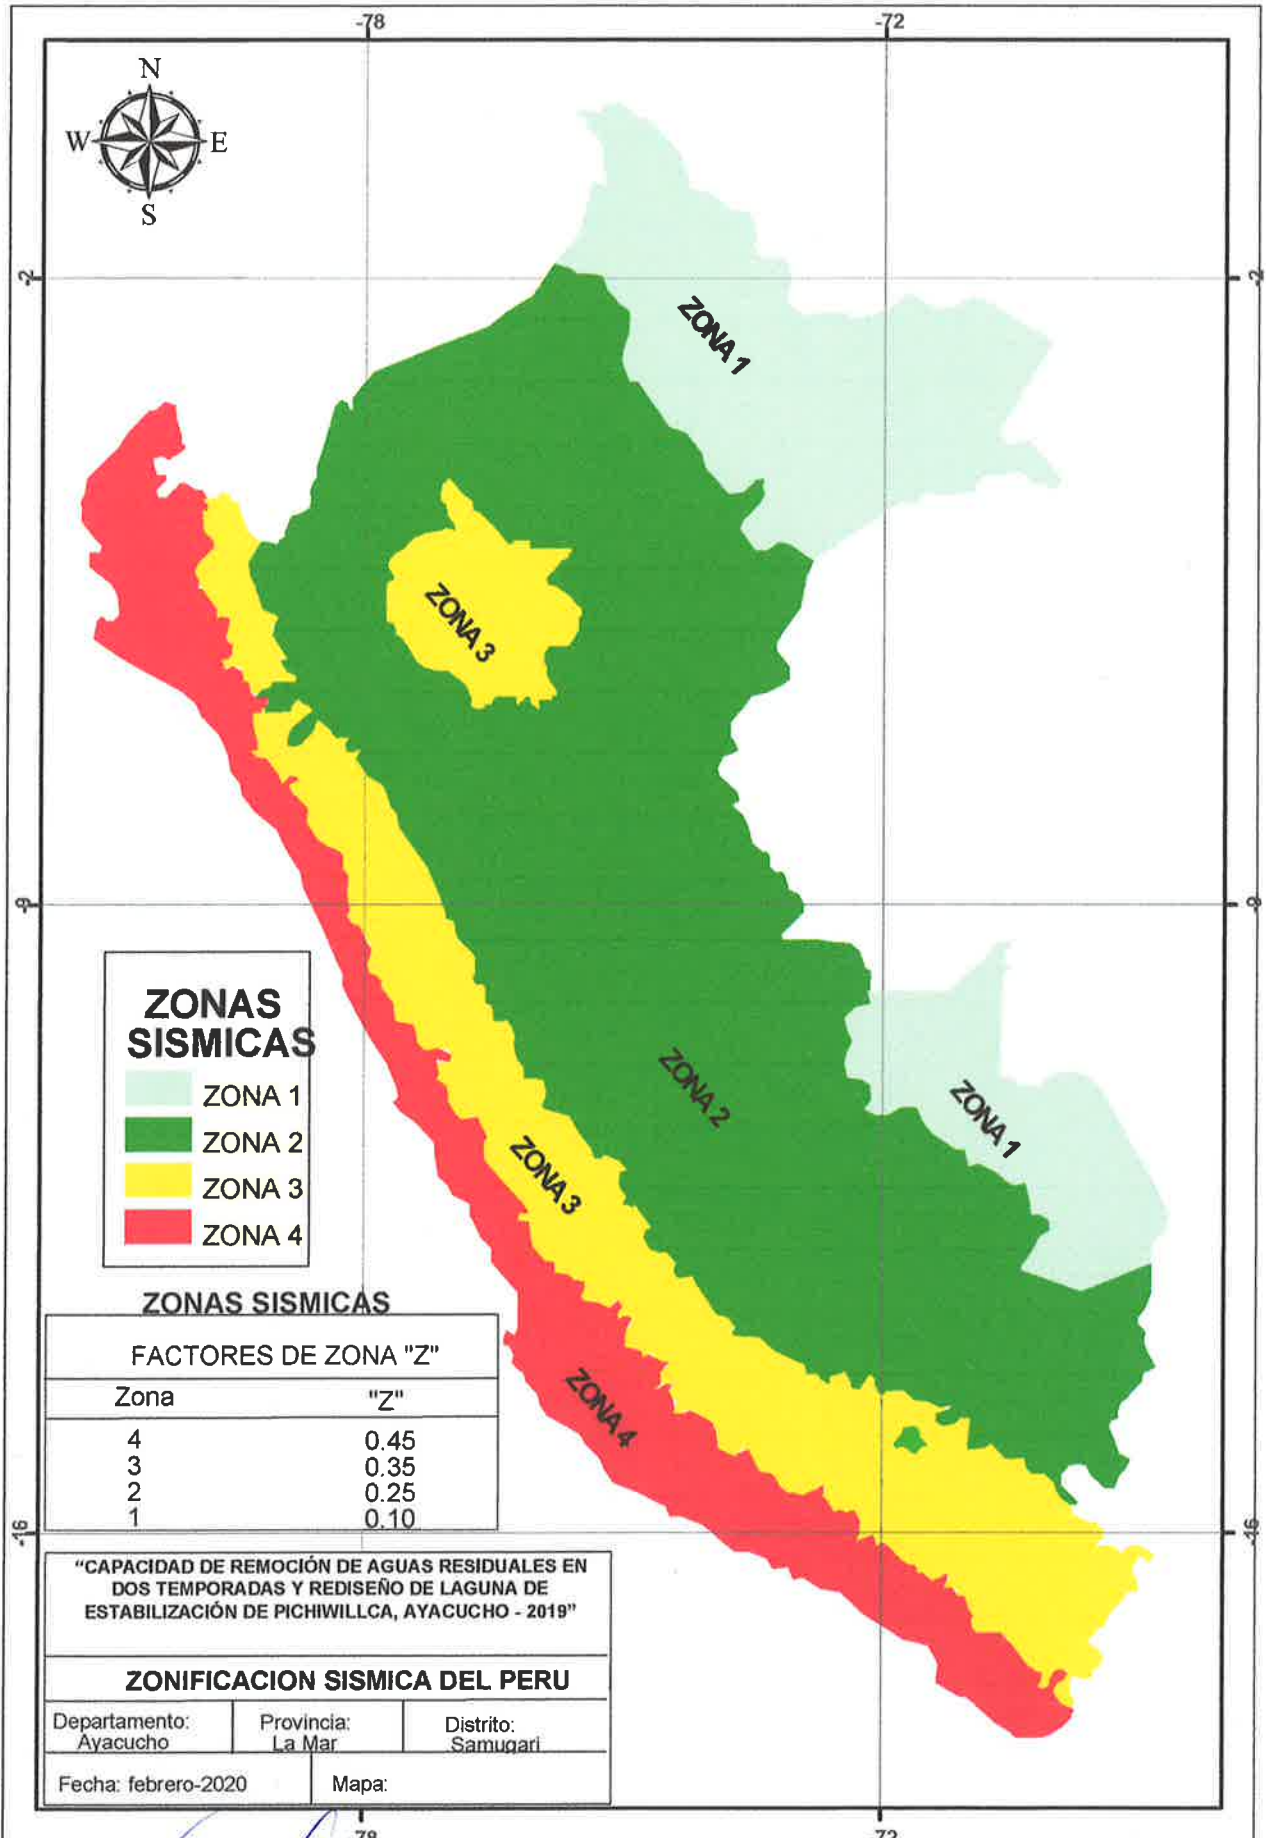 -78
-72
N
W
E
S
-2
-2
ZONA 1
ZONA 3
-9
-9
ZONAS
SISMICAS
ZONA 1
ZONA 2
ZONA 3
ZONA 4
ZONA 2
ZONA 1
ZONA 3
ZONA 4
ZONAS SISMICAS
FACTORES DE ZONA "Z"
Zona "Z"
4 0.45
3 0.35
2 0.25
1 0.10
-16
-16
"CAPACIDAD DE REMOCIÓN DE AGUAS RESIDUALES EN
DOS TEMPORADAS Y REDISEÑO DE LAGUNA DE
ESTABILIZACIÓN DE PICHIWILLCA, AYACUCHO - 2019"
ZONIFICACION SISMICA DEL PERU
Departamento:
Ayacucho
Provincia:
La Mar
Distrito:
Samugari
Fecha: febrero-2020
Mapa:
-78
-72